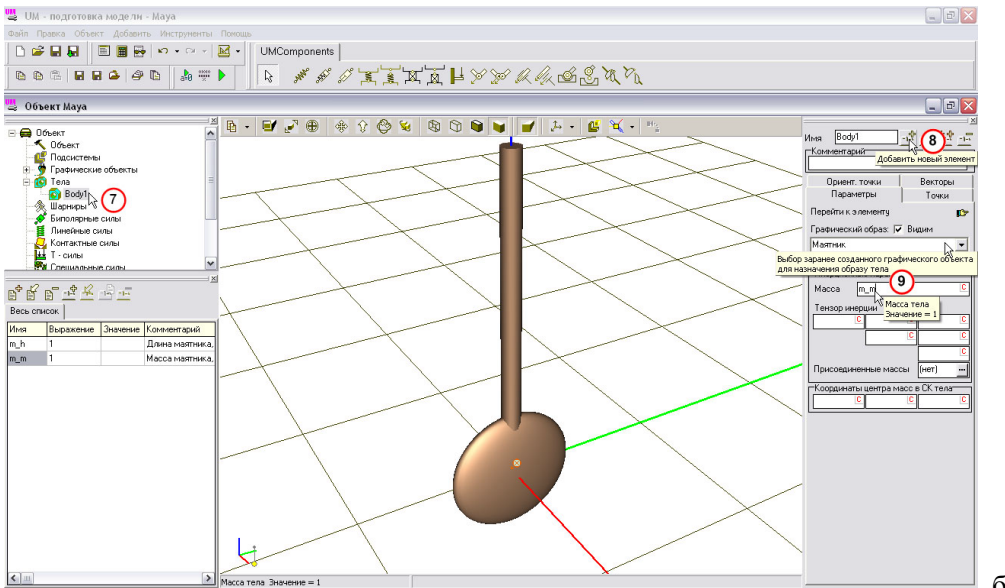 UM - подготовка модели - Maya
Файл Правка Объект Добавить Инструменты Помощь
UMComponents
Объект Maya
Объект
Объект
Подсистемы
Графические объекты
Тела
Body1
7
Шарниры
Биполярные силы
Линейные силы
Контактные силы
Т - силы
Специальные силы
Весь список
Имя Выражение Значение Комментарий
m_h 1 Длина маятника,
m_m 1 Масса маятника,
Имя Body1
8
Комментарий
Добавить новый элемент
Ориент. точки Векторы
Параметры Точки
Перейти к элементу
Графический образ: Видим
Маятник
Выбор заранее созданного графического объекта
для назначения образу тела
9
Масса m_m C
Масса тела
Значение = 1
Тензор инерции
C C
C C
C
Присоединенные массы (нет) ...
Координаты центра масс в СК тела
C C C
Масса тела Значение = 1